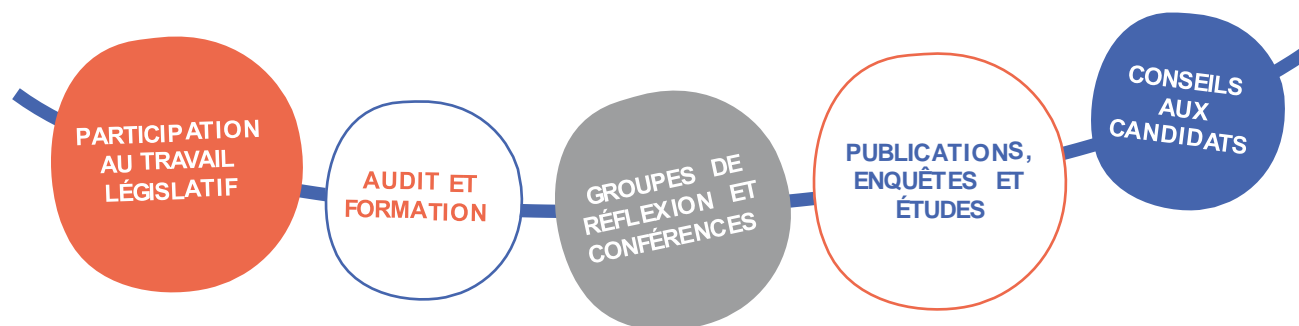 PARTICIPATION
AU TRAVAIL
LÉGISLATIF
AUDIT ET
FORMATION
GROUPES DE
RÉFLEXION ET
CONFÉRENCES
PUBLICATIONS,
ENQUÊTES ET
ÉTUDES
CONSEILS
AUX
CANDIDATS